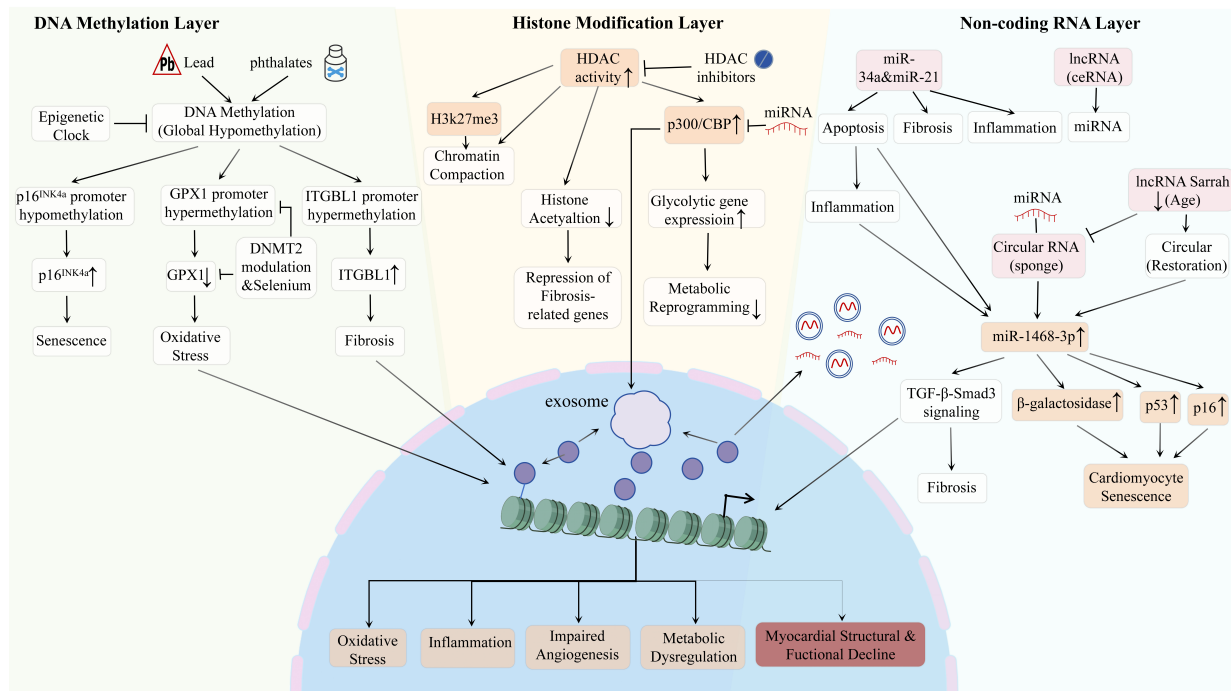 DNA Methylation Layer
Pb
Lead
phthalates
Epigenetic
Clock
DNA Methylation
(Global Hypomethylation)
p16INK4a promoter
hypomethylation
GPX1 promoter
hypermethylation
ITGBL1 promoter
hypermethylation
p16INK4a↑
GPX1↓
DNMT2
modulation
&Selenium
ITGBL1↑
Senescence
Oxidative
Stress
Fibrosis
Histone Modification Layer
HDAC
activity↑
HDAC
inhibitors
H3k27me3
p300/CBP↑
miRNA
Chromatin
Compaction
Histone
Acetyaltion↓
Glycolytic gene
expressioin↑
Repression of
Fibrosis-
related genes
Metabolic
Reprogramming↓
Non-coding RNA Layer
miR-
34a&miR-21
lncRNA
(ceRNA)
Apoptosis
Fibrosis
Inflammation
miRNA
Inflammation
miRNA
lncRNA Sarrah
↓(Age)
Circular RNA
(sponge)
Circular
(Restoration)
miR-1468-3p↑
TGF-β-Smad3
signaling
β-galactosidase↑
p53↑
p16↑
Fibrosis
Cardiomyocyte
Senescence
exosome
Oxidative
Stress
Inflammation
Impaired
Angiogenesis
Metabolic
Dysregulation
Myocardial Structural &
Fuctional Decline